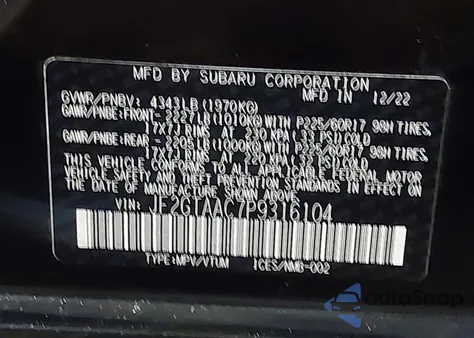 MFD BY SUBARU CORPORATION
GVWR/PNBV: 4343LB(1970KG) IN 12/22
GAWR/PNBE:FRONT-2227LB(1010KG)WITH P225/60R17 98H TIRES,
17X7J RIMS AT 230 KPA (33 PSI)COLD
GAWR/PNBE:REAR -2205LB(1000KG)WITH P225/60R17 98H TIRES,
17X7J RIMS AT 220 KPA (32 PSI)COLD
THIS VEHICLE CONFORMS TO ALL APPLICABLE FEDERAL MOTOR
VEHICLE SAFETY AND THEFT PREVENTION STANDARDS IN EFFECT
ON THE DATE OF MANUFACTURE SHOWN ABOVE.
VIN: JF2GTAAC7P9316104
TYPE:MPV/VTUM ICES/NMB-002
autoSnap